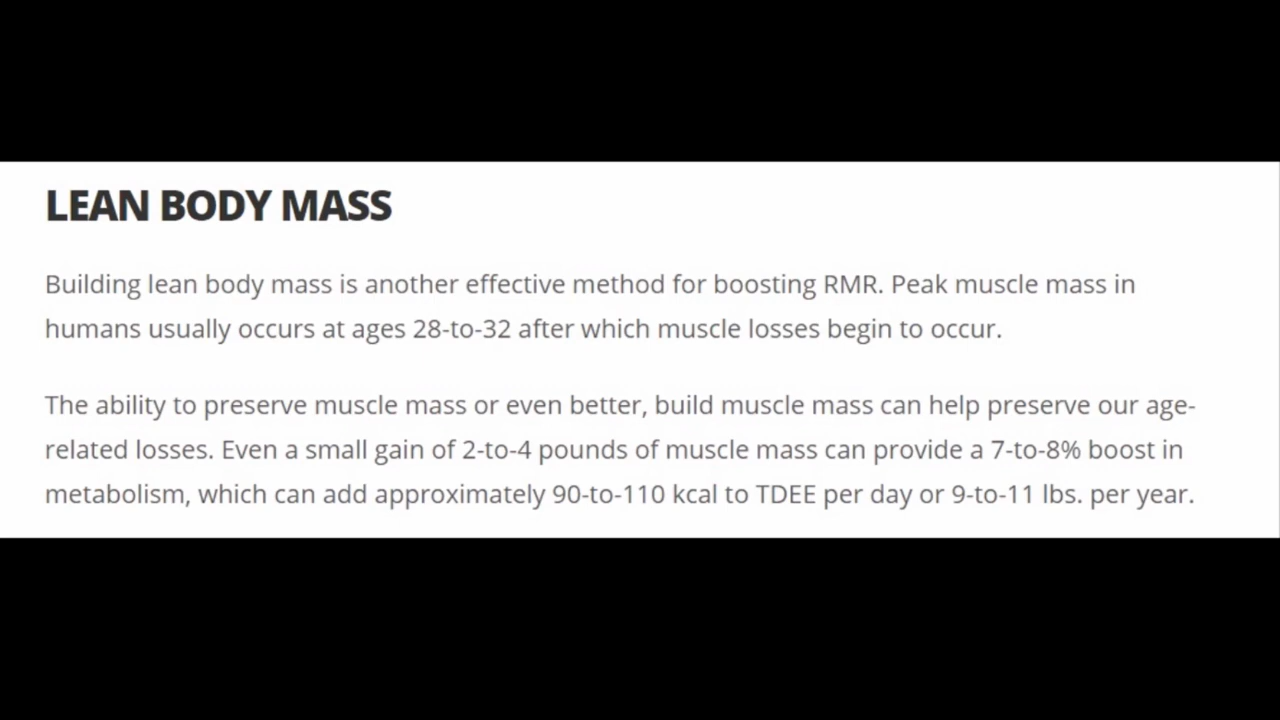 LEAN BODY MASS
Building lean body mass is another effective method for boosting RMR. Peak muscle mass in
humans usually occurs at ages 28-to-32 after which muscle losses begin to occur.
The ability to preserve muscle mass or even better, build muscle mass can help preserve our age-
related losses. Even a small gain of 2-to-4 pounds of muscle mass can provide a 7-to-8% boost in
metabolism, which can add approximately 90-to-110 kcal to TDEE per day or 9-to-11 lbs. per year.